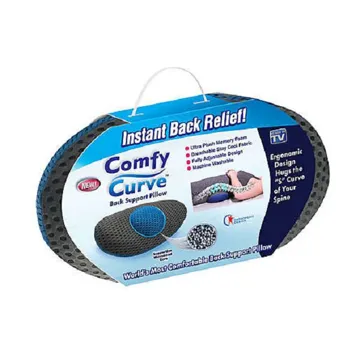 Instant Back Relief!
NEW!
Comfy
Curve™
Back Support Pillow
• Ultra Plush Memory Foam
• Breathable Stay Cool Fabric
• Fully Adjustable Design
• Machine Washable
AS SEEN ON
TV
Ergonomic
Design
Hugs the
"C" Curve
of Your
Spine
World's Most Comfortable Back Support Pillow